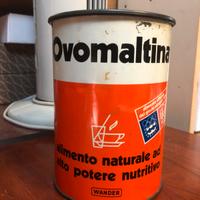 Ovomaltina
alimento naturale ad
alto potere nutritivo
WANDER